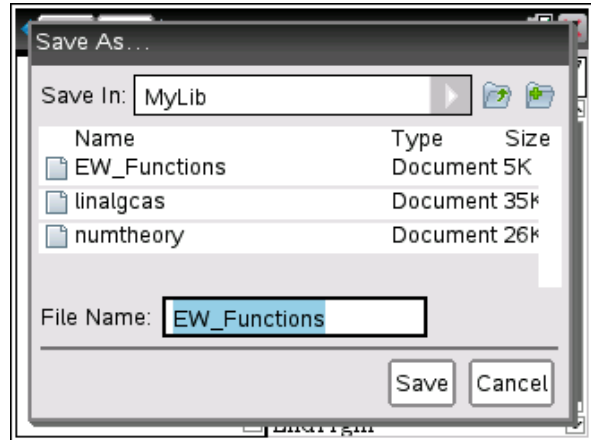 Save As...
Save In: MyLib
Name Type Size
EW_Functions Document 5K
linalgcas Document 35K
numtheory Document 26K
File Name: EW_Functions
Save Cancel
EndPrgm